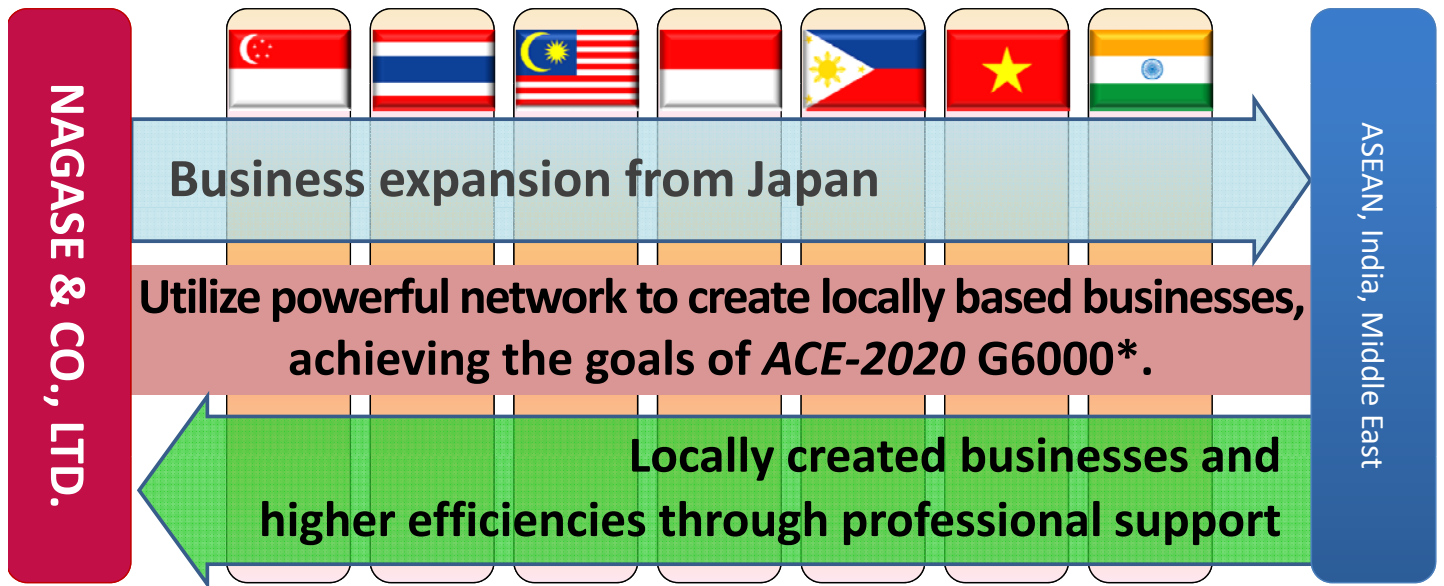 NAGASE & CO., LTD.
Business expansion from Japan
Utilize powerful network to create locally based businesses,
achieving the goals of ACE-2020 G6000*.
Locally created businesses and
higher efficiencies through professional support
ASEAN, India, Middle East